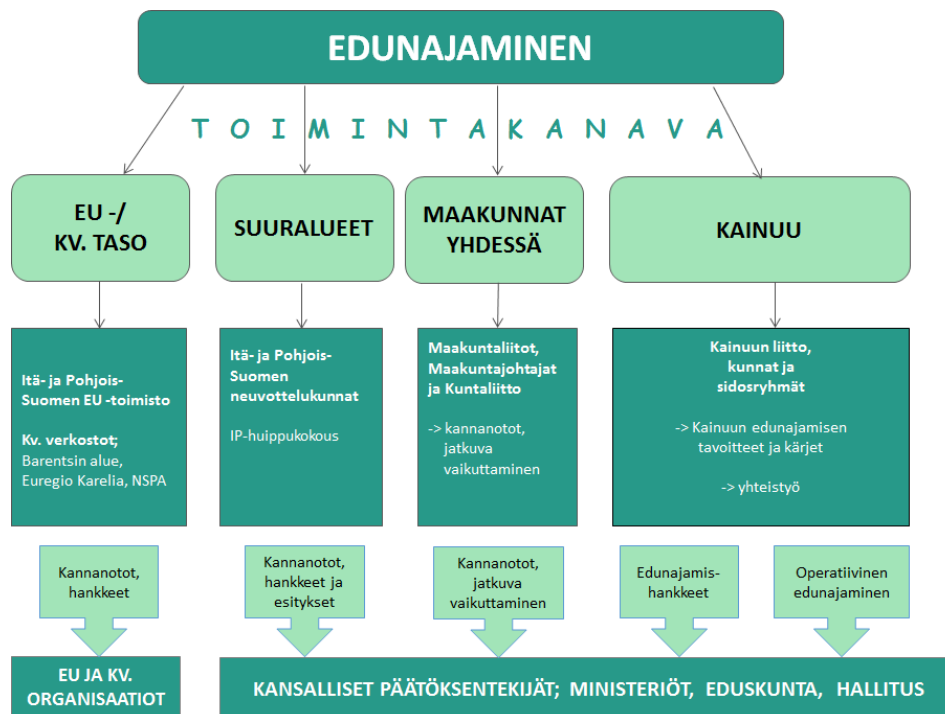 EDUNAJAMINEN
TOIMINTAKANAVA
EU -/
KV. TASO
SUURALUEET
MAAKUNNAT
YHDESSÄ
KAINUU
Itä- ja Pohjois-
Suomen EU -toimisto
Kv. verkostot;
Barentsin alue,
Euregio Karelia, NSPA
Itä- ja Pohjois-
Suomen
neuvottelukunnat
IP-huippukokous
Maakuntaliitot,
Maakuntajohtajat
ja Kuntaliitto
-> kannanotot,
jatkuva
vaikuttaminen
Kainuun liitto,
kunnat ja
sidosryhmät
-> Kainuun edunajamisen
tavoitteet ja kärjet
-> yhteistyö
Kannanotot,
hankkeet
Kannanotot,
hankkeet ja
esitykset
Kannanotot,
jatkuva
vaikuttaminen
Edunajamis-
hankkeet
Operatiivinen
edunajaminen
EU JA KV.
ORGANISAATIOT
KANSALLISET PÄÄTÖKSENTEKIJÄT; MINISTERIÖT, EDUSKUNTA, HALLITUS